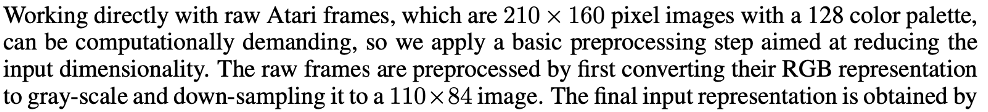 Working directly with raw Atari frames, which are 210 × 160 pixel images with a 128 color palette,
can be computationally demanding, so we apply a basic preprocessing step aimed at reducing the
input dimensionality. The raw frames are preprocessed by first converting their RGB representation
to gray-scale and down-sampling it to a 110×84 image. The final input representation is obtained by